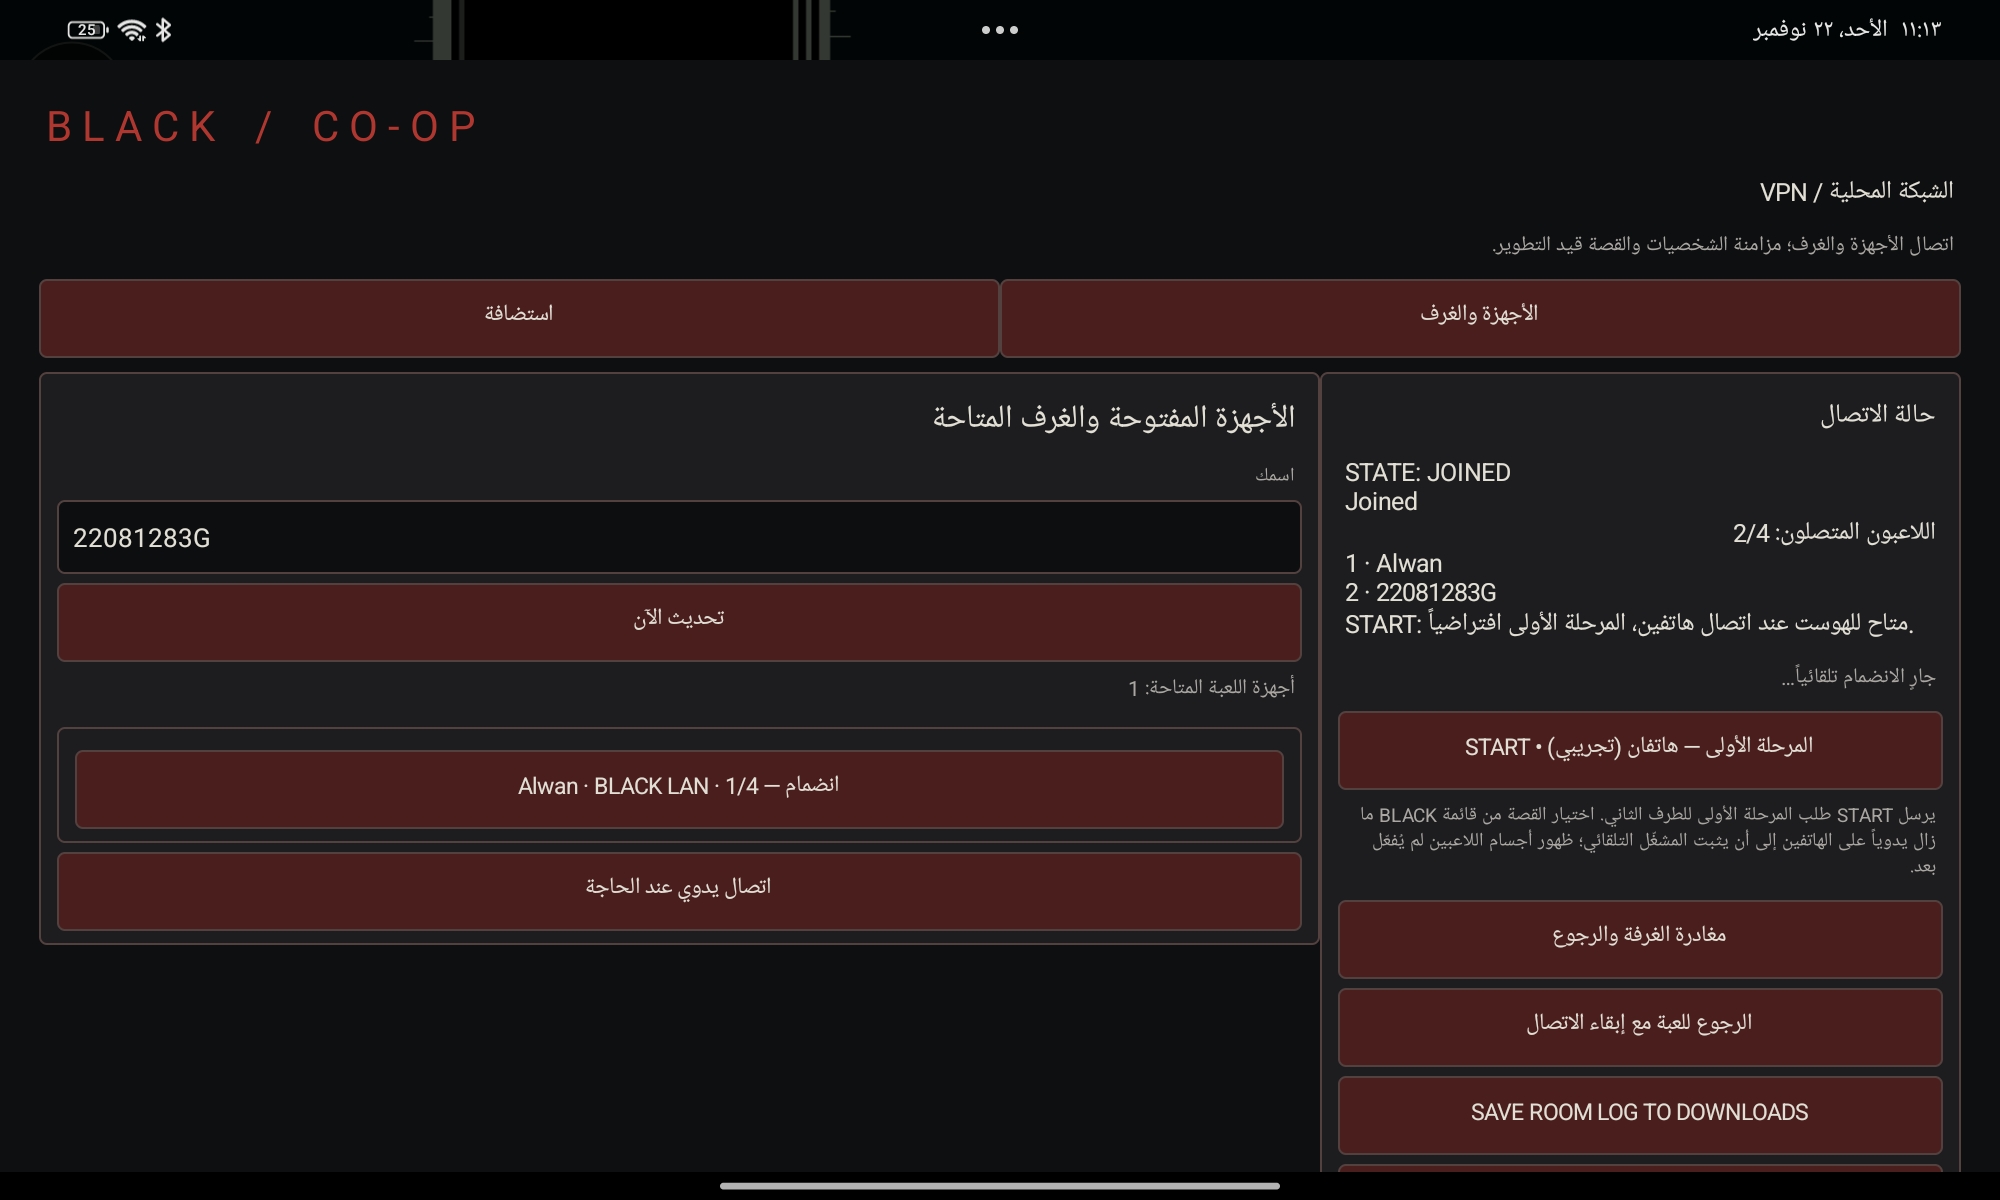 ١١:١٣ الأحد، ٢٢ نوفمبر
25
BLACK / CO-OP
الشبكة المحلية / VPN
اتصال الأجهزة والغرف؛ مزامنة الشخصيات والقصة قيد التطوير.
الأجهزة والغرف
استضافة
حالة الاتصال
STATE: JOINED
Joined
اللاعبون المتصلون: 2/4
1 · Alwan
2 · 22081283G
START: متاح للهوست عند اتصال هاتفين، المرحلة الأولى افتراضياً.
جارٍ الانضمام تلقائياً...
المرحلة الأولى — هاتفان (تجريبي) • START
يرسل START طلب المرحلة الأولى للطرف الثاني. اختيار القصة من قائمة BLACK ما
زال يدوياً على الهاتفين إلى أن يثبت المشغّل التلقائي؛ ظهور أجسام اللاعبين لم يُفعَل
بعد.
مغادرة الغرفة والرجوع
الرجوع للعبة مع إبقاء الاتصال
SAVE ROOM LOG TO DOWNLOADS
الأجهزة المفتوحة والغرف المتاحة
اسمك
22081283G
تحديث الآن
أجهزة اللعبة المتاحة: 1
انضمام — Alwan · BLACK LAN · 1/4
اتصال يدوي عند الحاجة